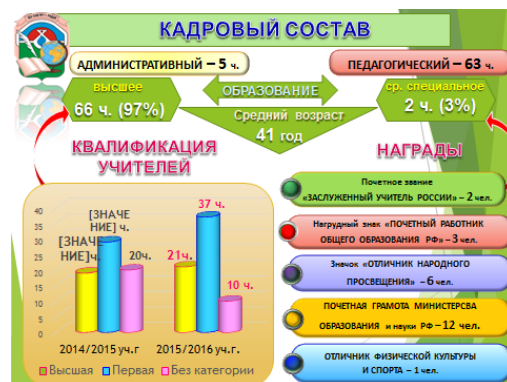 КАДРОВЫЙ СОСТАВ
АДМИНИСТРАТИВНЫЙ – 5 ч.
ПЕДАГОГИЧЕСКИЙ – 63 ч.
высшее
66 ч. (97%)
ОБРАЗОВАНИЕ
ср. специальное
2 ч. (3%)
Средний возраст
41 год
КВАЛИФИКАЦИЯ
УЧИТЕЛЕЙ
НАГРАДЫ
40
35
30
25
20
15
10
5
0
[ЗНАЧЕ
НИЕ] ч.
[ЗНАЧЕ
НИЕ]ч.
20ч.
21ч.
37 ч.
10 ч.
2014/2015 уч.г
2015/2016 уч.г.
Высшая
Первая
Без категории
Почетное звание
«ЗАСЛУЖЕННЫЙ УЧИТЕЛЬ РОССИИ» – 2 чел.
Нагрудный знак «ПОЧЕТНЫЙ РАБОТНИК
ОБЩЕГО ОБРАЗОВАНИЯ РФ» – 3 чел.
Значок «ОТЛИЧНИК НАРОДНОГО
ПРОСВЕЩЕНИЯ» – 6 чел.
ПОЧЕТНАЯ ГРАМОТА МИНИСТЕРСВА
ОБРАЗОВАНИЯ и науки РФ – 12 чел.
ОТЛИЧНИК ФИЗИЧЕСКОЙ КУЛЬТУРЫ
И СПОРТА – 1 чел.